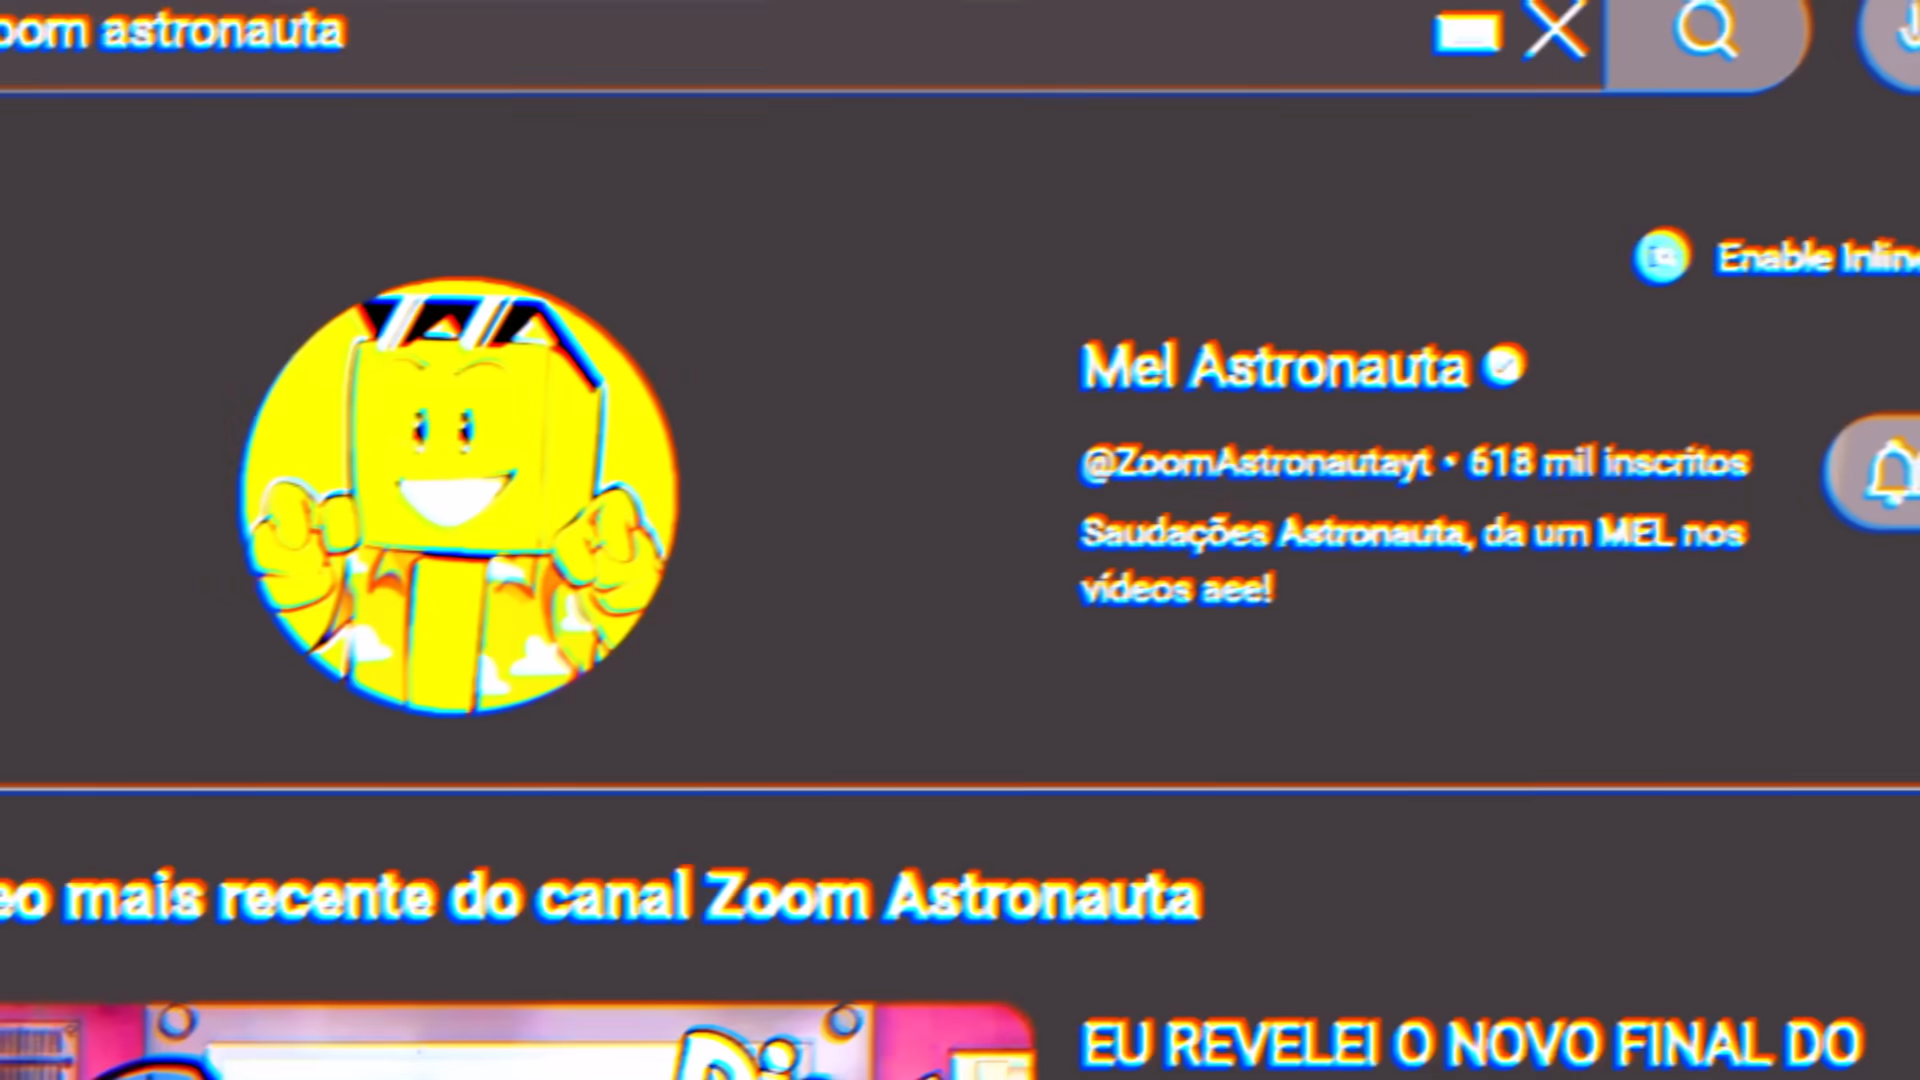 oom astronauta
Enable Inline
Mel Astronauta
@ZoomAstronautayt • 618 mil inscritos
Saudações Astronauta, da um MEL nos
vídeos aee!
eo mais recente do canal Zoom Astronauta
EU REVELEI O NOVO FINAL DO